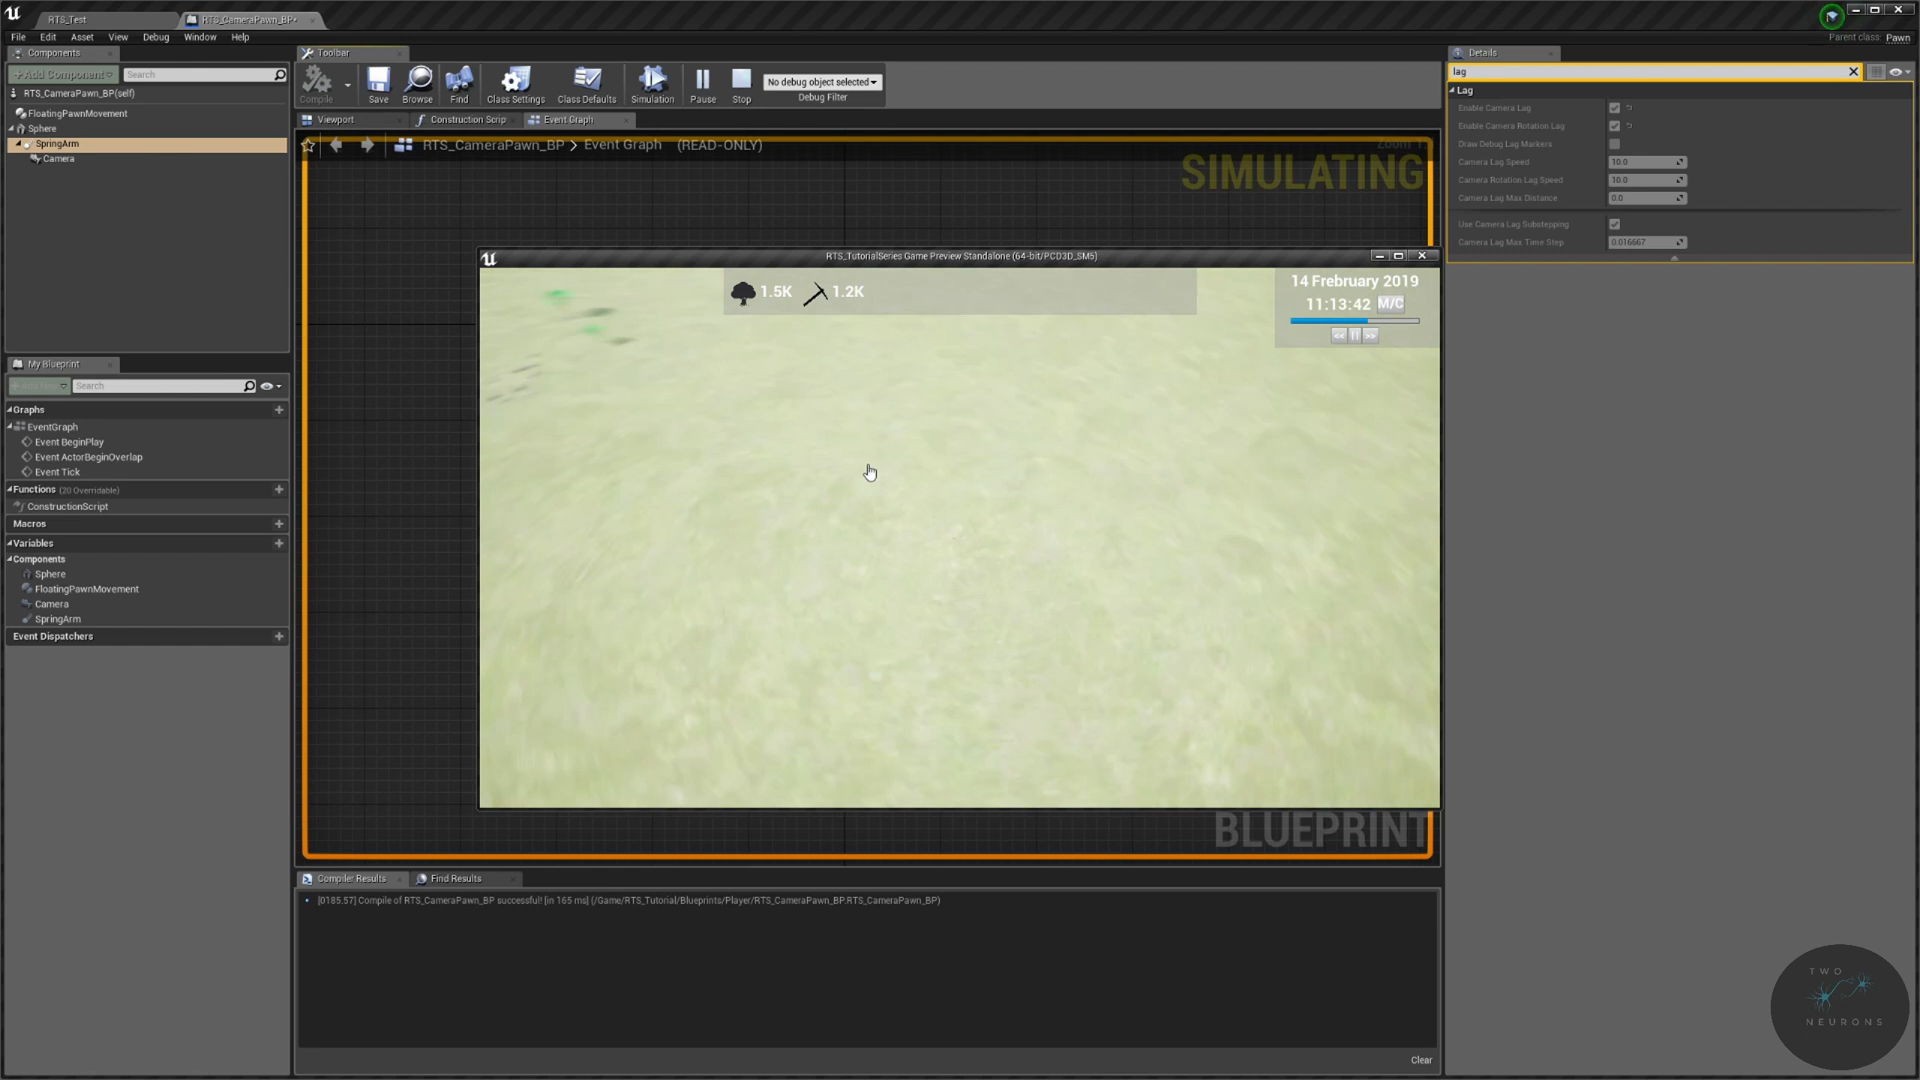 RTS_Test
RTS_CameraPawn_BP*
File Edit Asset View Debug Window Help
Parent class: Pawn
Components
Toolbar
Details
+Add Component
Search
lag
RTS_CameraPawn_BP(self)
FloatingPawnMovement
Sphere
SpringArm
Camera
Compile
Save
Browse
Find
Class Settings
Class Defaults
Simulation
Pause
Stop
No debug object selected
Debug Filter
Viewport
Construction Scrip
Event Graph
RTS_CameraPawn_BP > Event Graph (READ-ONLY)
SIMULATING
Lag
Enable Camera Lag
Enable Camera Rotation Lag
Draw Debug Lag Markers
Camera Lag Speed 10.0
Camera Rotation Lag Speed 10.0
Camera Lag Max Distance 0.0
Use Camera Lag Substepping
Camera Lag Max Time Step 0.016667
RTS_TutorialSeries Game Preview Standalone (64-bit/PCD3D_SM5)
1.5K 1.2K
14 Frebruary 2019
11:13:42 M/C
<< || >>
My Blueprint
Search
Graphs
EventGraph
Event BeginPlay
Event ActorBeginOverlap
Event Tick
Functions (20 Overridable)
ConstructionScript
Macros
Variables
Components
Sphere
FloatingPawnMovement
Camera
SpringArm
Event Dispatchers
BLUEPRINT
Compiler Results
Find Results
[0185.57] Compile of RTS_CameraPawn_BP successful! [in 165 ms] (/Game/RTS_Tutorial/Blueprints/Player/RTS_CameraPawn_BP.RTS_CameraPawn_BP)
Clear
TWO
NEURONS